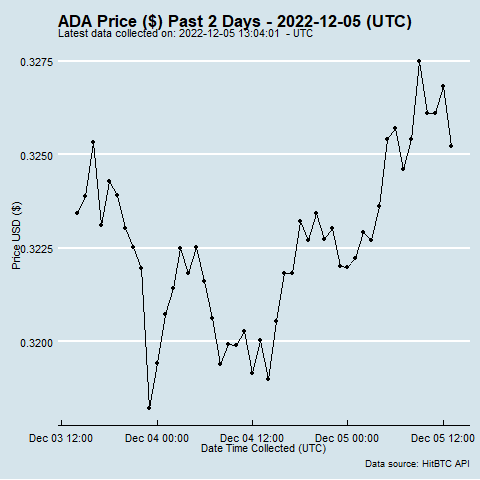 ADA Price ($) Past 2 Days - 2022-12-05 (UTC)
Latest data collected on: 2022-12-05 13:04:01 - UTC
0.3275
0.3250
0.3225
0.3200
Price USD ($)
Dec 03 12:00 Dec 04 00:00 Dec 04 12:00 Dec 05 00:00 Dec 05 12:00
Date Time Collected (UTC)
Data source: HitBTC API